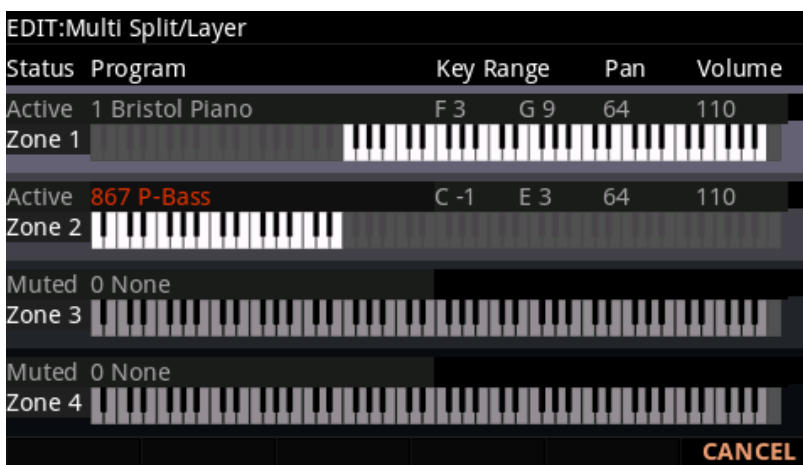 EDIT:Multi Split/Layer
Status Program Key Range Pan Volume
Active 1 Bristol Piano F 3 G 9 64 110
Zone 1
Active 867 P-Bass C -1 E 3 64 110
Zone 2
Muted 0 None
Zone 3
Muted 0 None
Zone 4
CANCEL